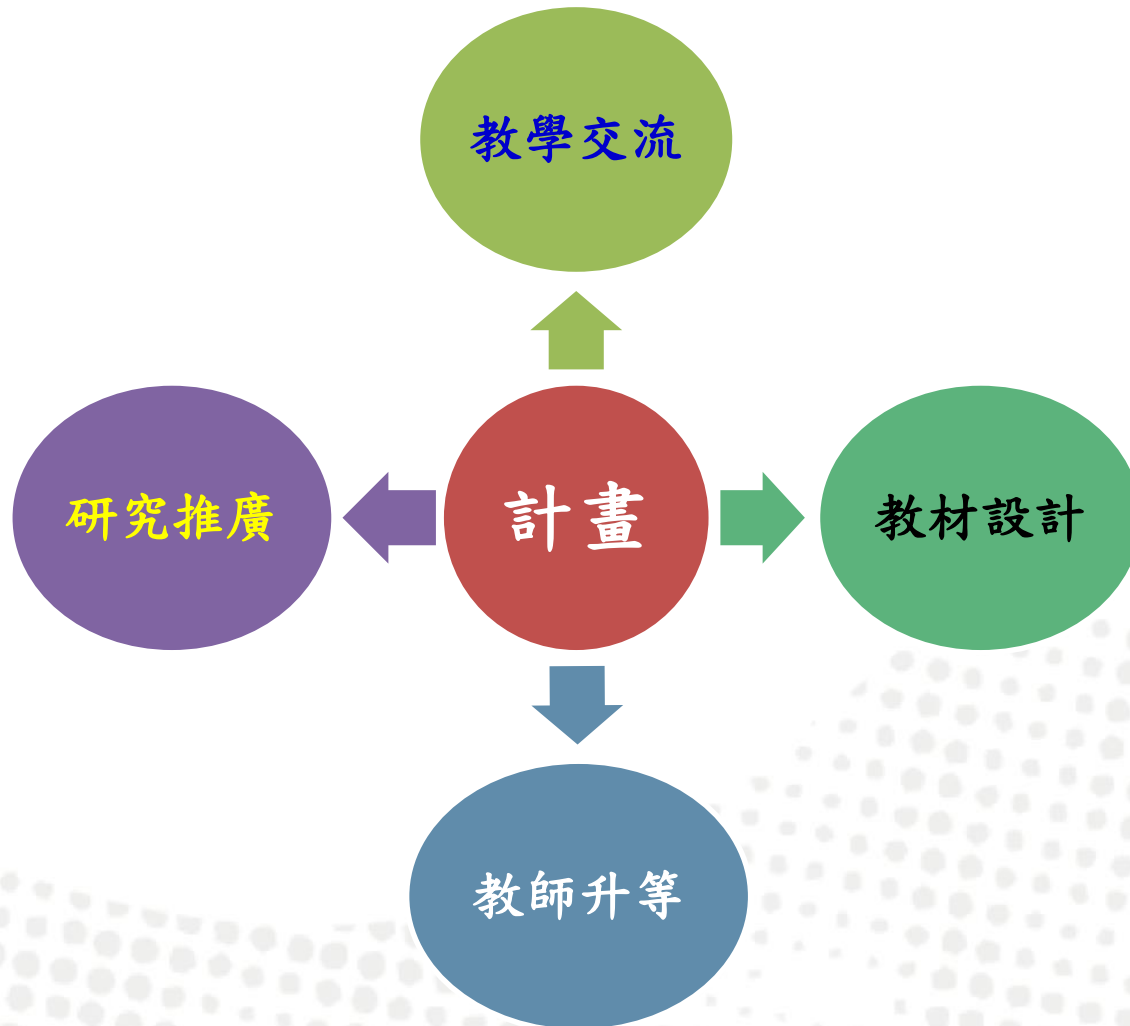 教學交流
研究推廣
計畫
教材設計
教師升等